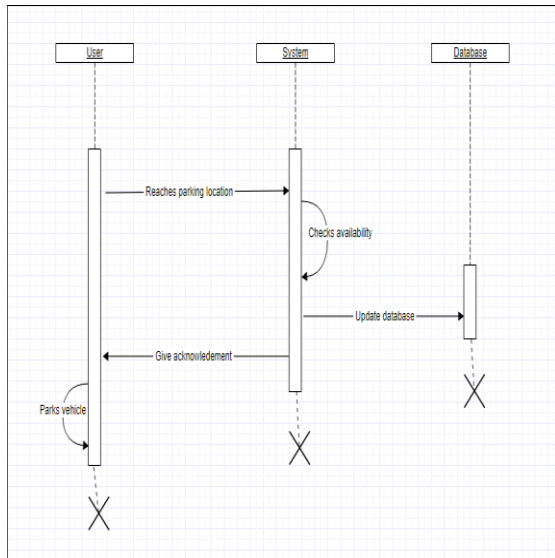 User
System
Database
Reaches parking location
Checks availability
Update database
Give acknowledement
Parks vehicle